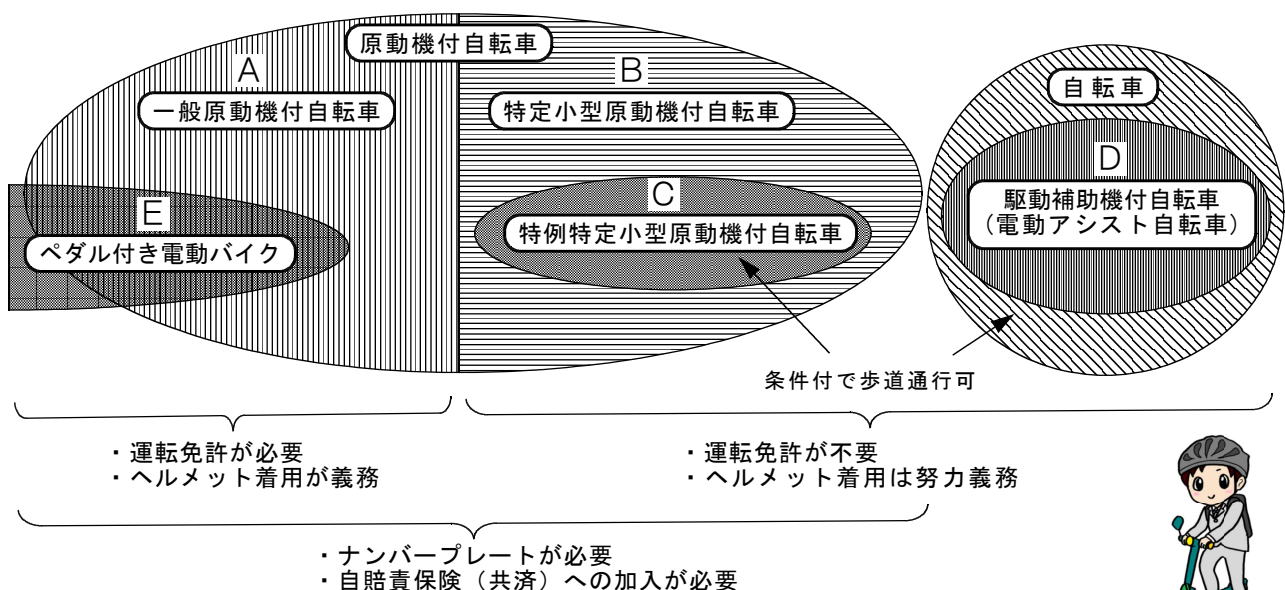 原動機付自転車
A
一般原動機付自転車
B
特定小型原動機付自転車
自転車
D
駆動補助機付自転車
(電動アシスト自転車)
E
ペダル付き電動バイク
C
特例特定小型原動機付自転車
条件付で歩道通行可
・運転免許が必要
・ヘルメット着用が義務
・運転免許が不要
・ヘルメット着用は努力義務
・ナンバープレートが必要
・自賠責保険(共済)への加入が必要